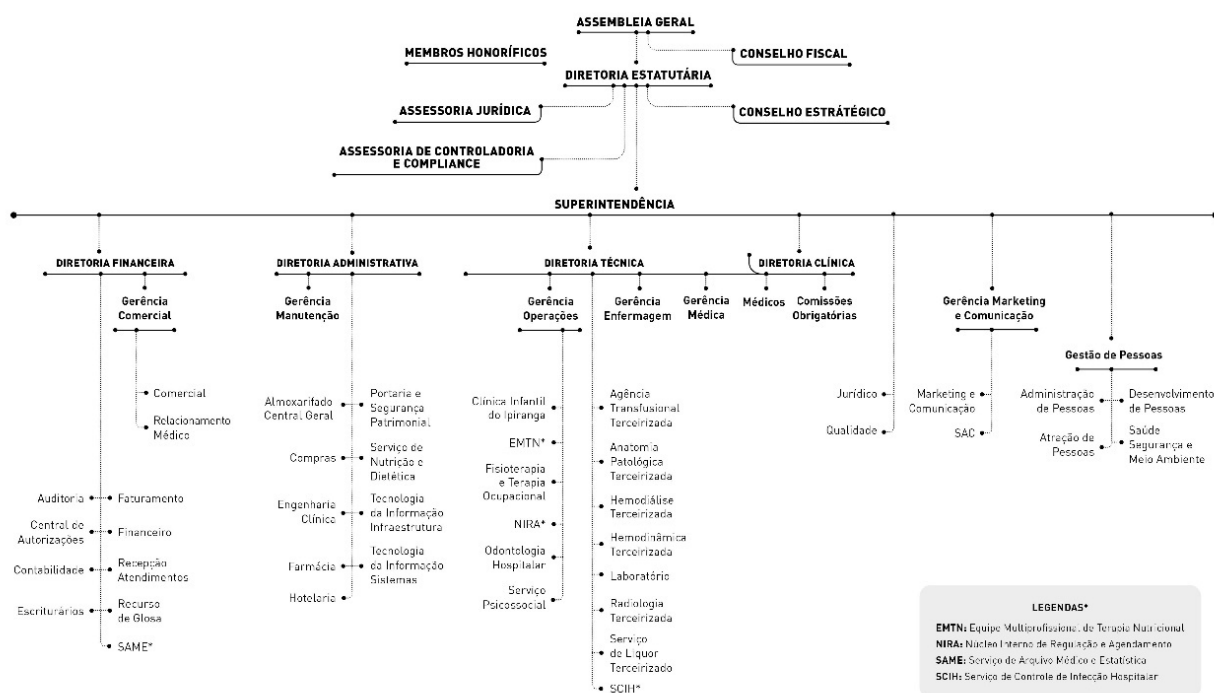 ASSEMBLEIA GERAL
MEMBROS HONORÍFICOS
CONSELHO FISCAL
DIRETORIA ESTATUTÁRIA
ASSESSORIA JURÍDICA
CONSELHO ESTRÁTÉGICO
ASSESSORIA DE CONTROLADORIA
E COMPLIANCE
SUPERINTENDÊNCIA
DIRETORIA FINANCEIRA
Gerência
Comercial
Comercial
Relacionamento
Médico
Auditoria
Faturamento
Central de
Autorizações
Financeiro
Contabilidade
Recepção
Atendimentos
Escriturários
Recurso
de Glosa
SAME*
DIRETORIA ADMINISTRATIVA
Gerência
Manutenção
Almoxarifado
Central Geral
Portaria e
Segurança
Patrimonial
Compras
Serviço de
Nutrição e
Dietética
Engenharia
Clínica
Tecnologia
da Informação
Infraestrutura
Farmácia
Tecnologia
da Informação
Sistemas
Hotelaria
DIRETORIA TÉCNICA
Gerência
Operações
Gerência
Enfermagem
Gerência
Médica
Clínica Infantil
do Ipiranga
EMTN*
Fisioterapia
e Terapia
Ocupacional
NIRA*
Odontologia
Hospitalar
Serviço
Psicossocial
Agência
Transfusional
Terceirizada
Anatomia
Patológica
Terceirizada
Hemodiálise
Terceirizada
Hemodinâmica
Terceirizada
Laboratório
Radiologia
Terceirizada
Serviço
de Liquor
Terceirizado
SCIH*
DIRETORIA CLÍNICA
Médicos
Comissões
Obrigatórias
Jurídico
Qualidade
Gerência Marketing
e Comunicação
Marketing e
Comunicação
SAC
Gestão de Pessoas
Administração
de Pessoas
Desenvolvimento
de Pessoas
Atração de
Pessoas
Saúde
Segurança e
Meio Ambiente
LEGENDAS*
EMTN: Equipe Multiprofissional de Terapia Nutricional
NIRA: Núcleo Interno de Regulação e Agendamento
SAME: Serviço de Arquivo Médico e Estatística
SCIH: Serviço de Controle de Infecção Hospitalar